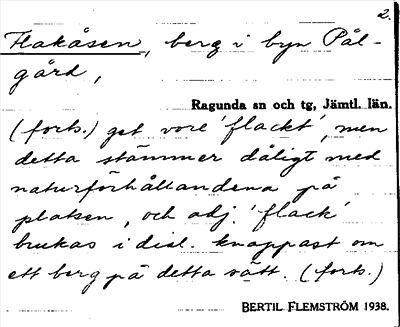 2.
Flakåsen, berg i byn Pål-
gård,
Ragunda sn och tg, Jämtl. län.
(forts.) get vore 'flackt', men
detta stämmer dåligt med
naturförhållandena på
platsen, och adj. 'flack'
brukas i dial. knappast om
ett berg på detta sätt. (forts.)
BERTIL FLEMSTRÖM 1938.